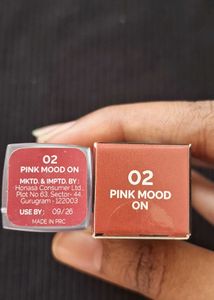 02
PINK MOOD ON
MKTD. & IMPTD. BY :
Honasa Consumer Ltd.,
Plot No 63, Sector- 44,
Gurugram - 122003
USE BY : 09/26
MADE IN PRC
02
PINK MOOD
ON